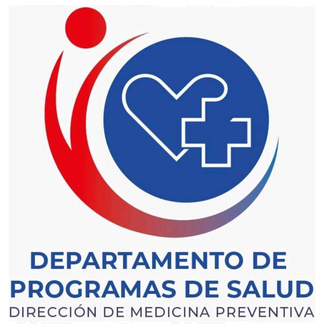 DEPARTAMENTO DE
PROGRAMAS DE SALUD
DIRECCIÓN DE MEDICINA PREVENTIVA